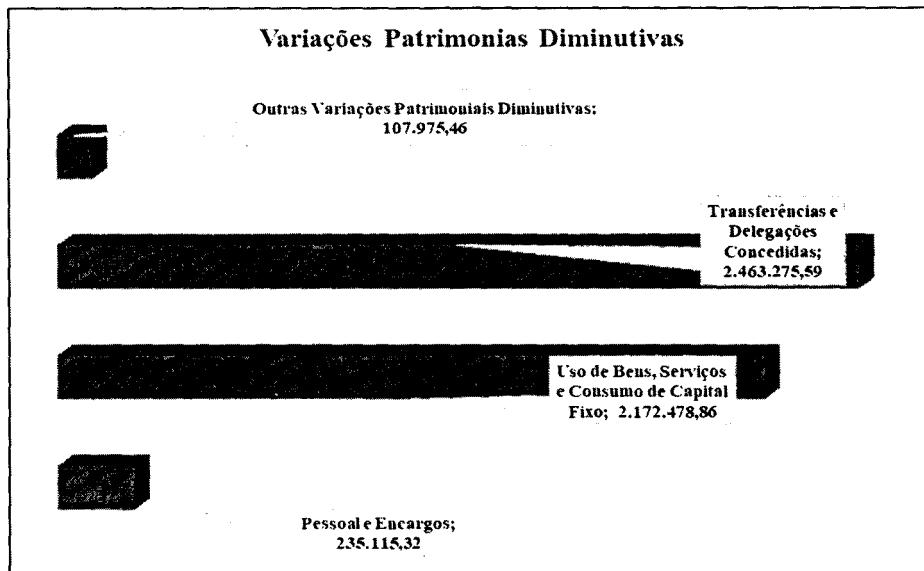 Variações Patrimonias Diminutivas
Outras Variações Patrimoniais Diminutivas;
107.975,46
Transferências e
Delegações
Concedidas;
2.463.275,59
Uso de Bens, Serviços
e Consumo de Capital
Fixo; 2.172.478,86
Pessoal e Encargos;
235.115,32